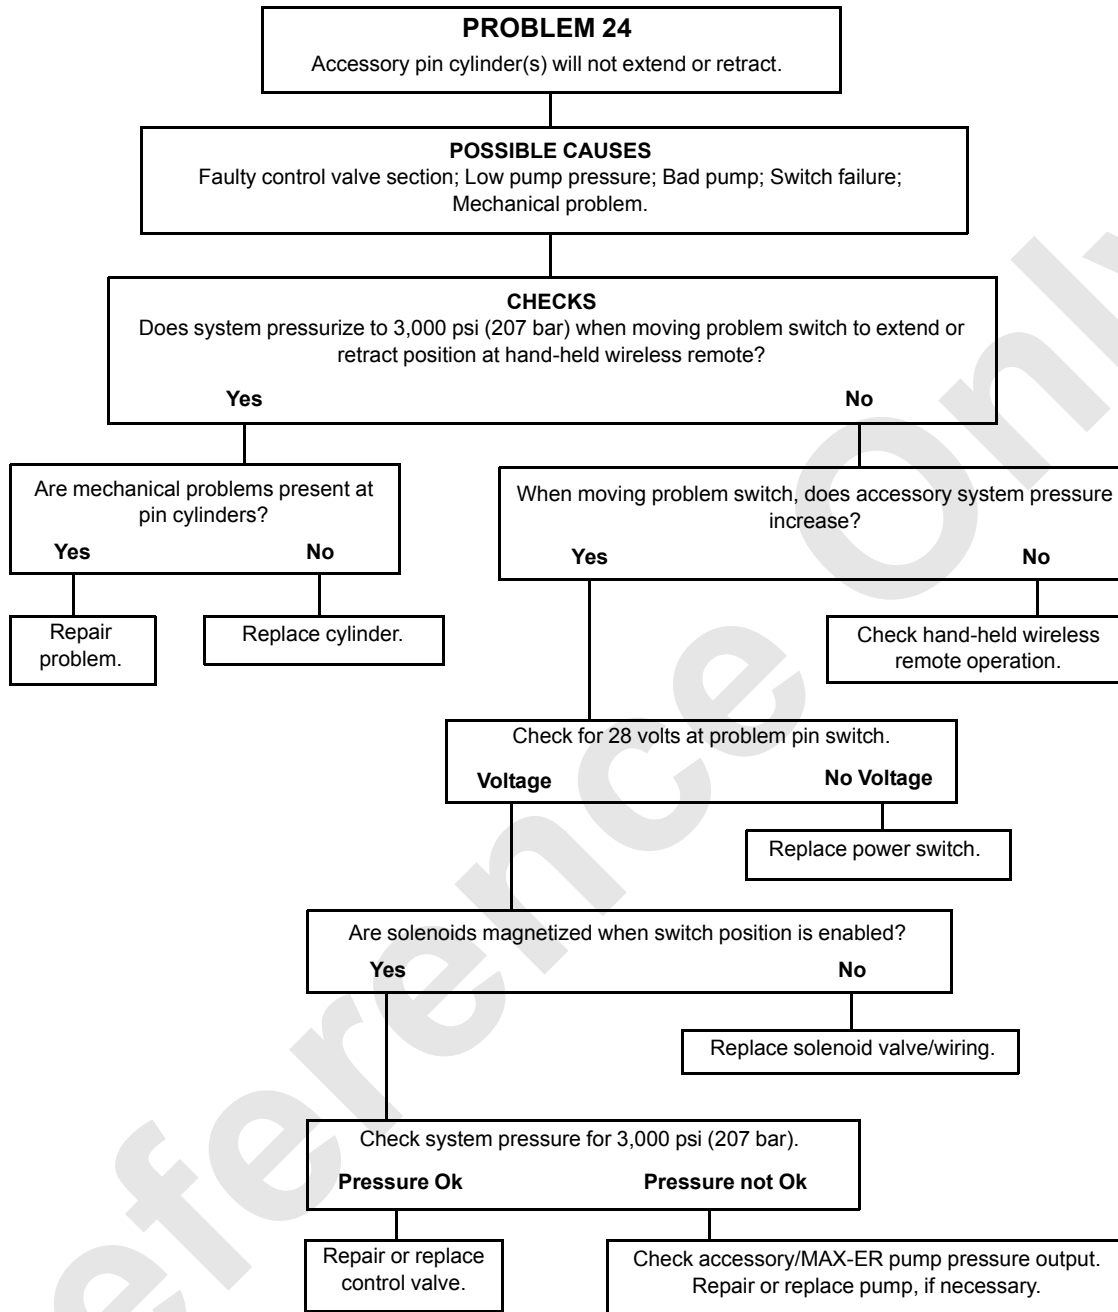 PROBLEM 24
Accessory pin cylinder(s) will not extend or retract.
POSSIBLE CAUSES
Faulty control valve section; Low pump pressure; Bad pump; Switch failure;
Mechanical problem.
CHECKS
Does system pressurize to 3,000 psi (207 bar) when moving problem switch to extend or
retract position at hand-held wireless remote?
Yes
No
Are mechanical problems present at
pin cylinders?
Yes
No
When moving problem switch, does accessory system pressure
increase?
Yes
No
Repair
problem.
Replace cylinder.
Check hand-held wireless
remote operation.
Check for 28 volts at problem pin switch.
Voltage
No Voltage
Replace power switch.
Are solenoids magnetized when switch position is enabled?
Yes
No
Replace solenoid valve/wiring.
Check system pressure for 3,000 psi (207 bar).
Pressure Ok
Pressure not Ok
Repair or replace
control valve.
Check accessory/MAX-ER pump pressure output.
Repair or replace pump, if necessary.
eference Only